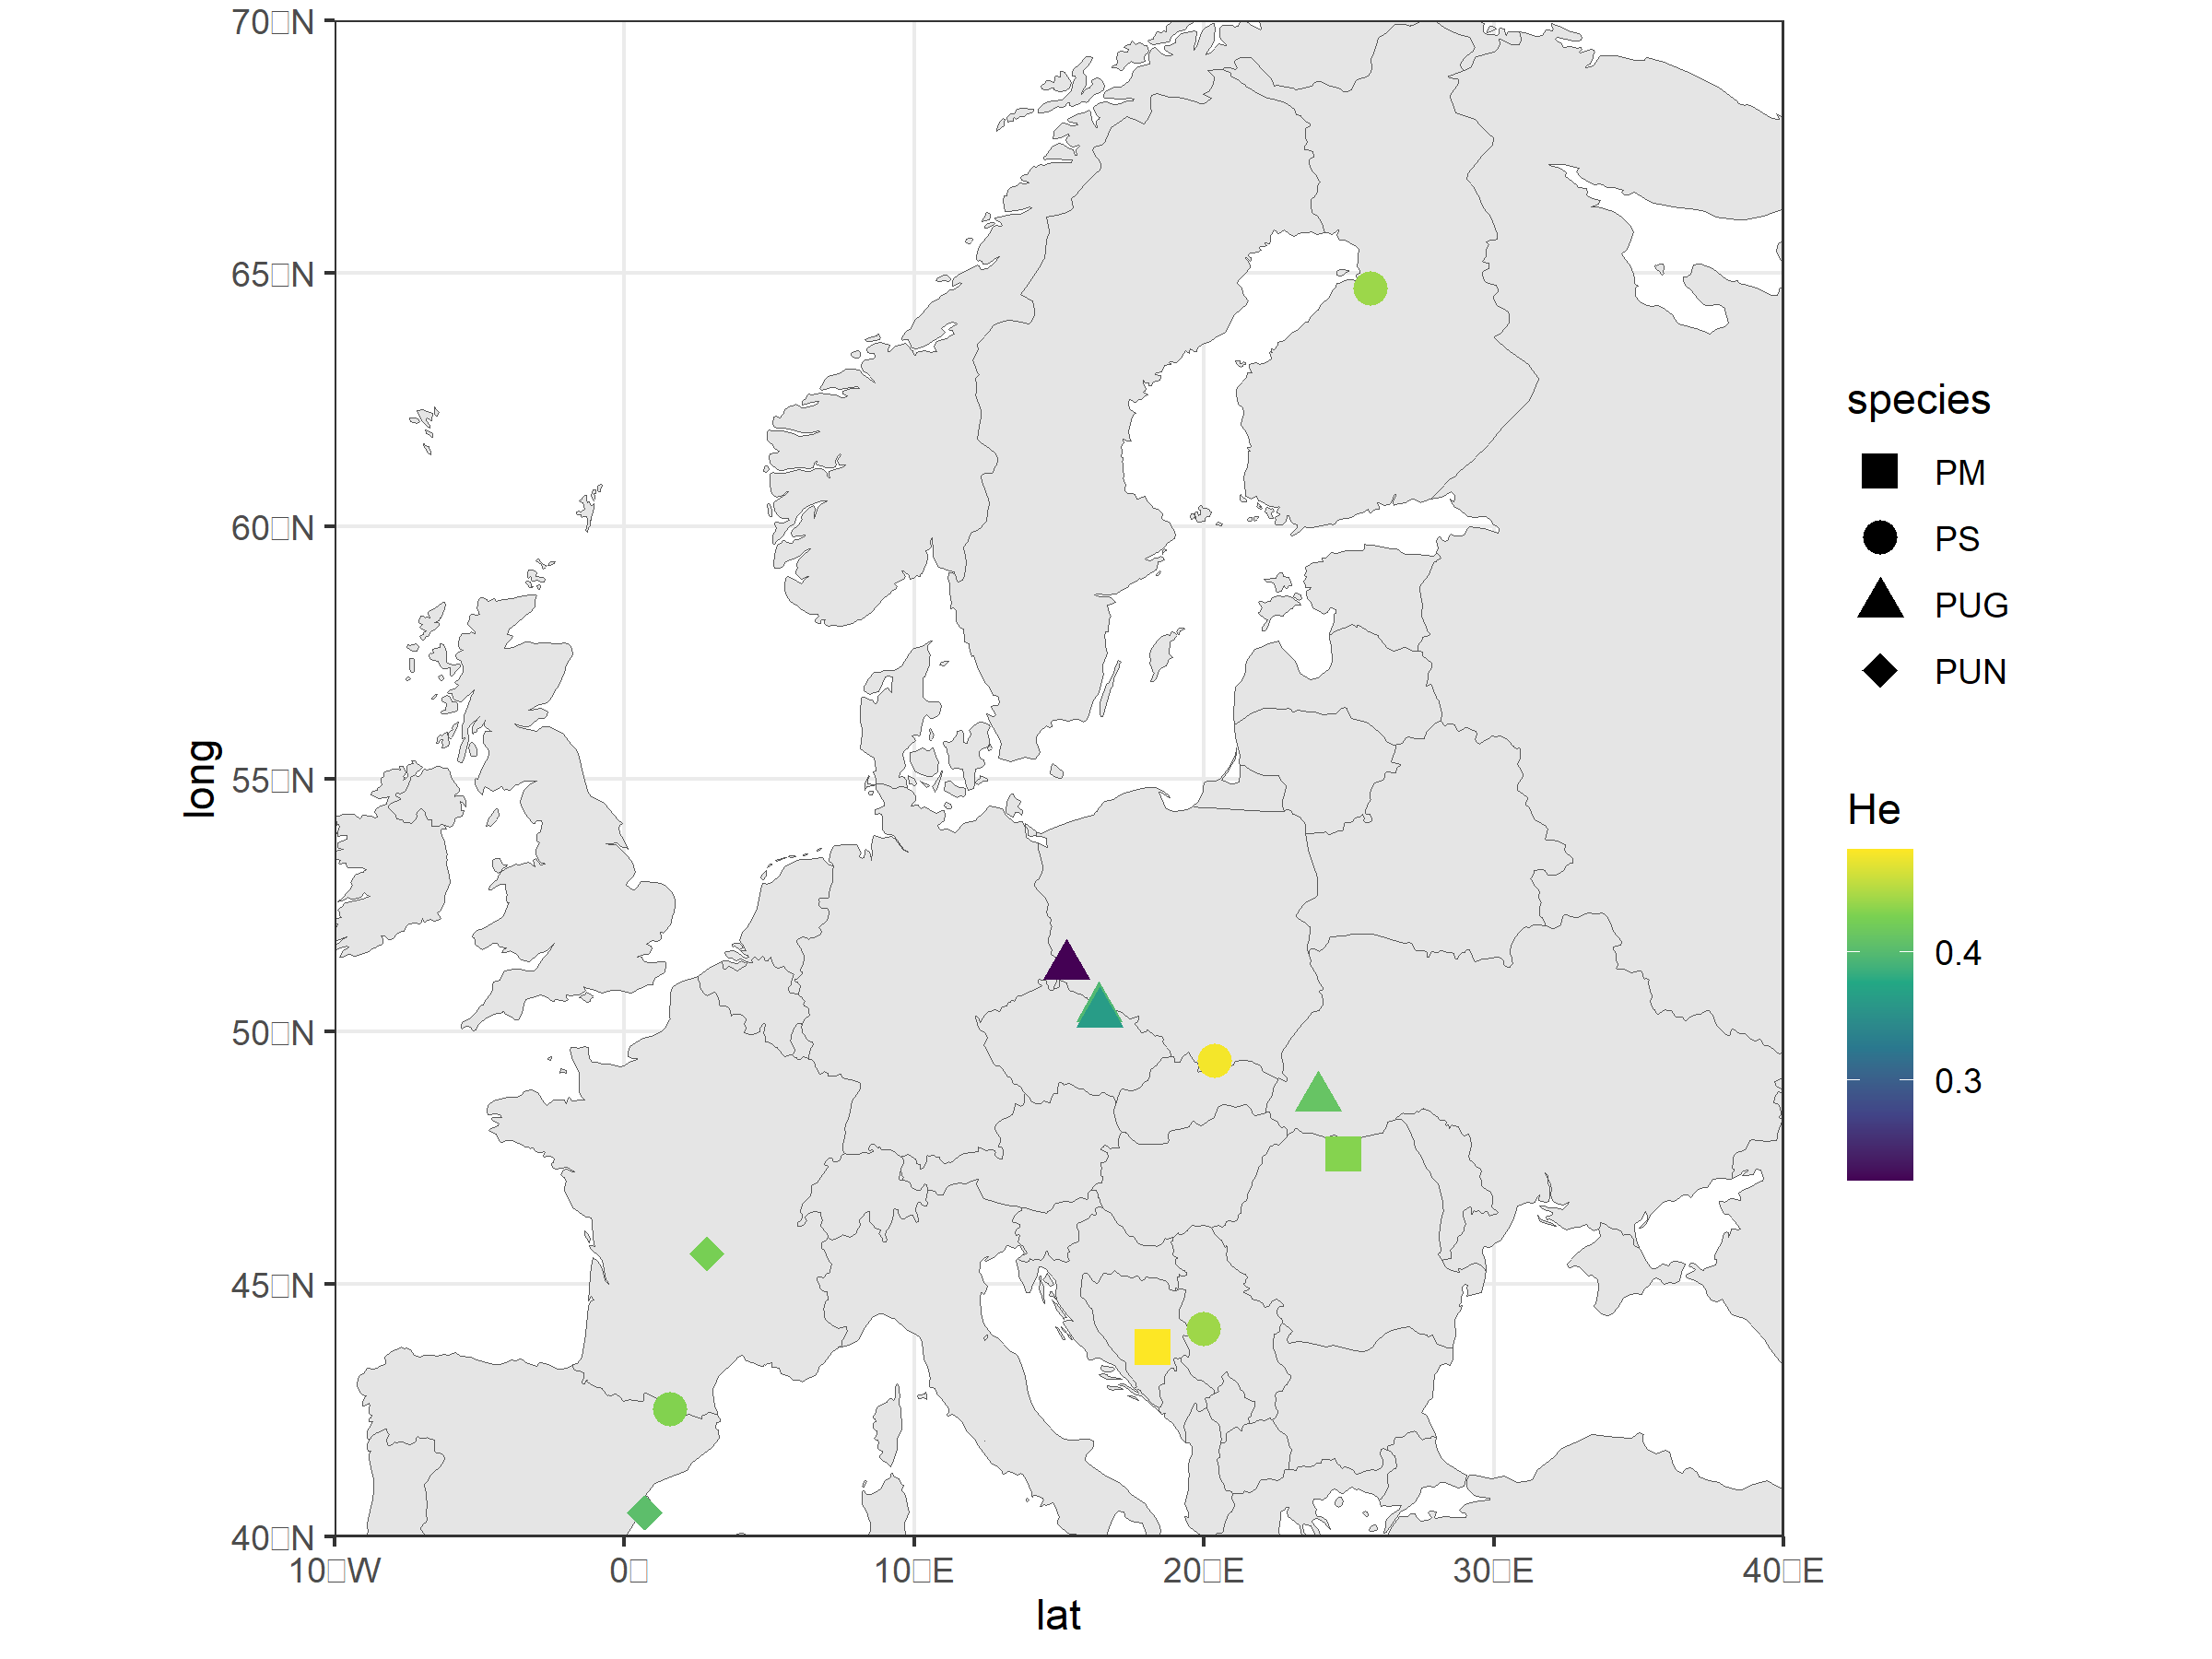 70□N
65□N
60□N
55□N
50□N
45□N
40□N
10□W
0□
10□E
20□E
30□E
40□E
long
lat
species
PM
PS
PUG
PUN
He
0.4
0.3